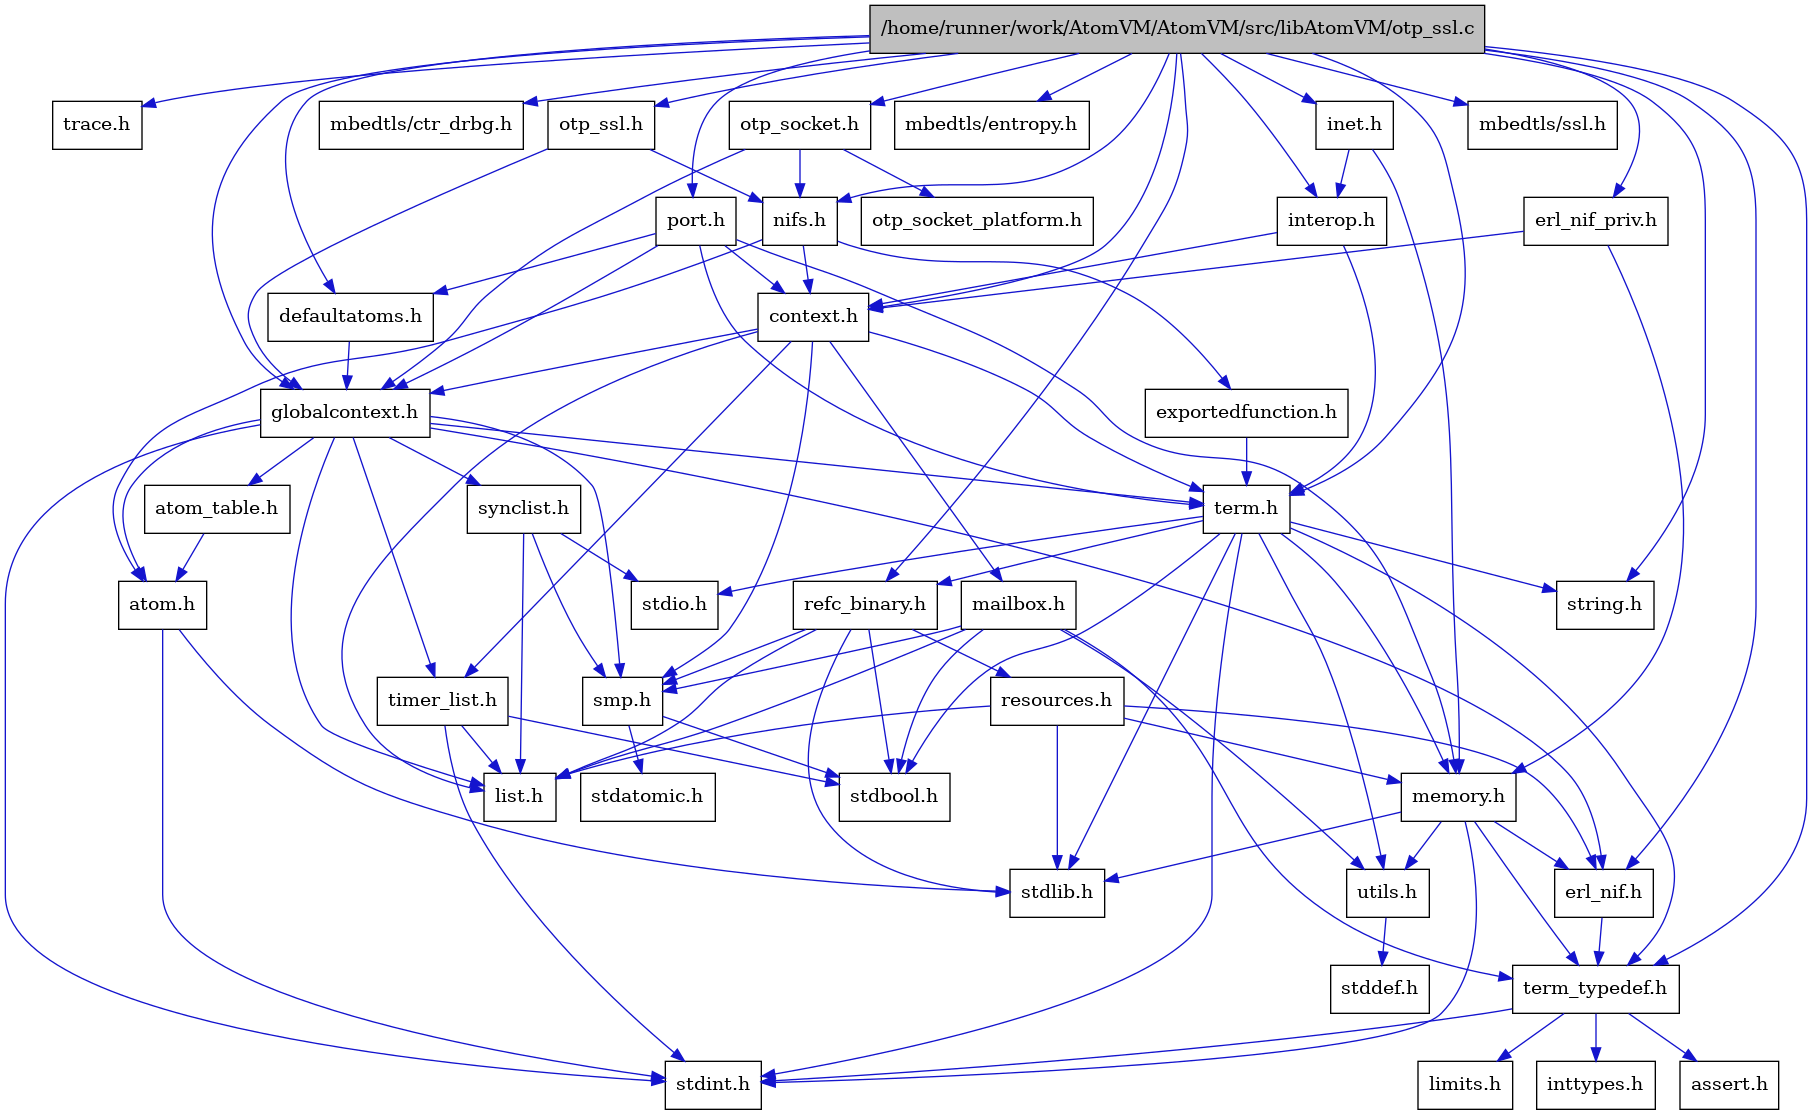 /home/runner/work/AtomVM/AtomVM/src/libAtomVM/otp_ssl.c
trace.h
mbedtls/ctr_drbg.h
otp_ssl.h
otp_socket.h
mbedtls/entropy.h
inet.h
mbedtls/ssl.h
port.h
nifs.h
otp_socket_platform.h
interop.h
erl_nif_priv.h
defaultatoms.h
context.h
globalcontext.h
exportedfunction.h
atom_table.h
synclist.h
term.h
atom.h
stdio.h
refc_binary.h
mailbox.h
string.h
timer_list.h
smp.h
resources.h
list.h
stdatomic.h
stdbool.h
memory.h
stdlib.h
utils.h
erl_nif.h
stddef.h
term_typedef.h
stdint.h
limits.h
inttypes.h
assert.h